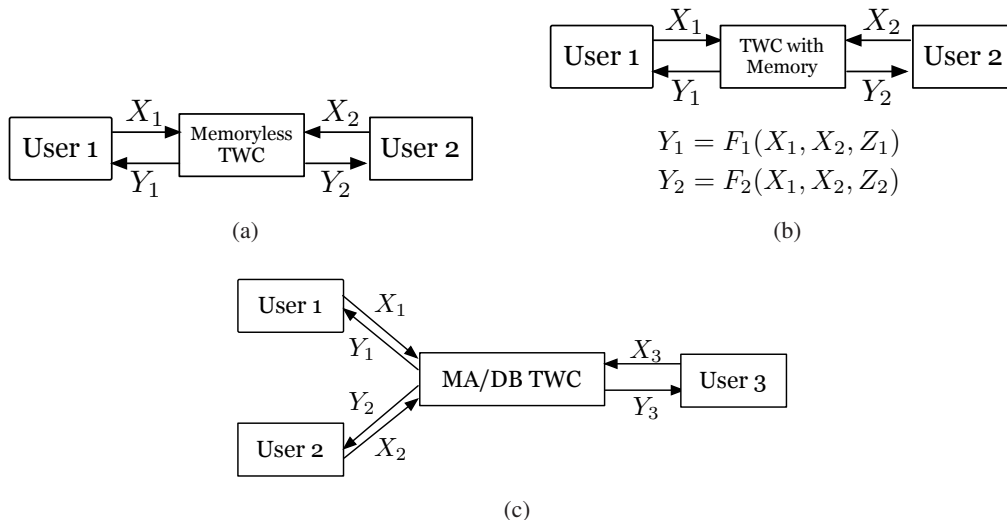 X₁ X₂
User 1 TWC with Memory User 2
Y₁ Y₂
Y₁ = F₁(X₁, X₂, Z₁)
Y₂ = F₂(X₁, X₂, Z₂)
(b)
X₁ X₂
User 1 Memoryless TWC User 2
Y₁ Y₂
(a)
User 1 X₁
Y₁
MA/DB TWC
X₃
User 3
Y₃
Y₂
User 2 X₂
(c)